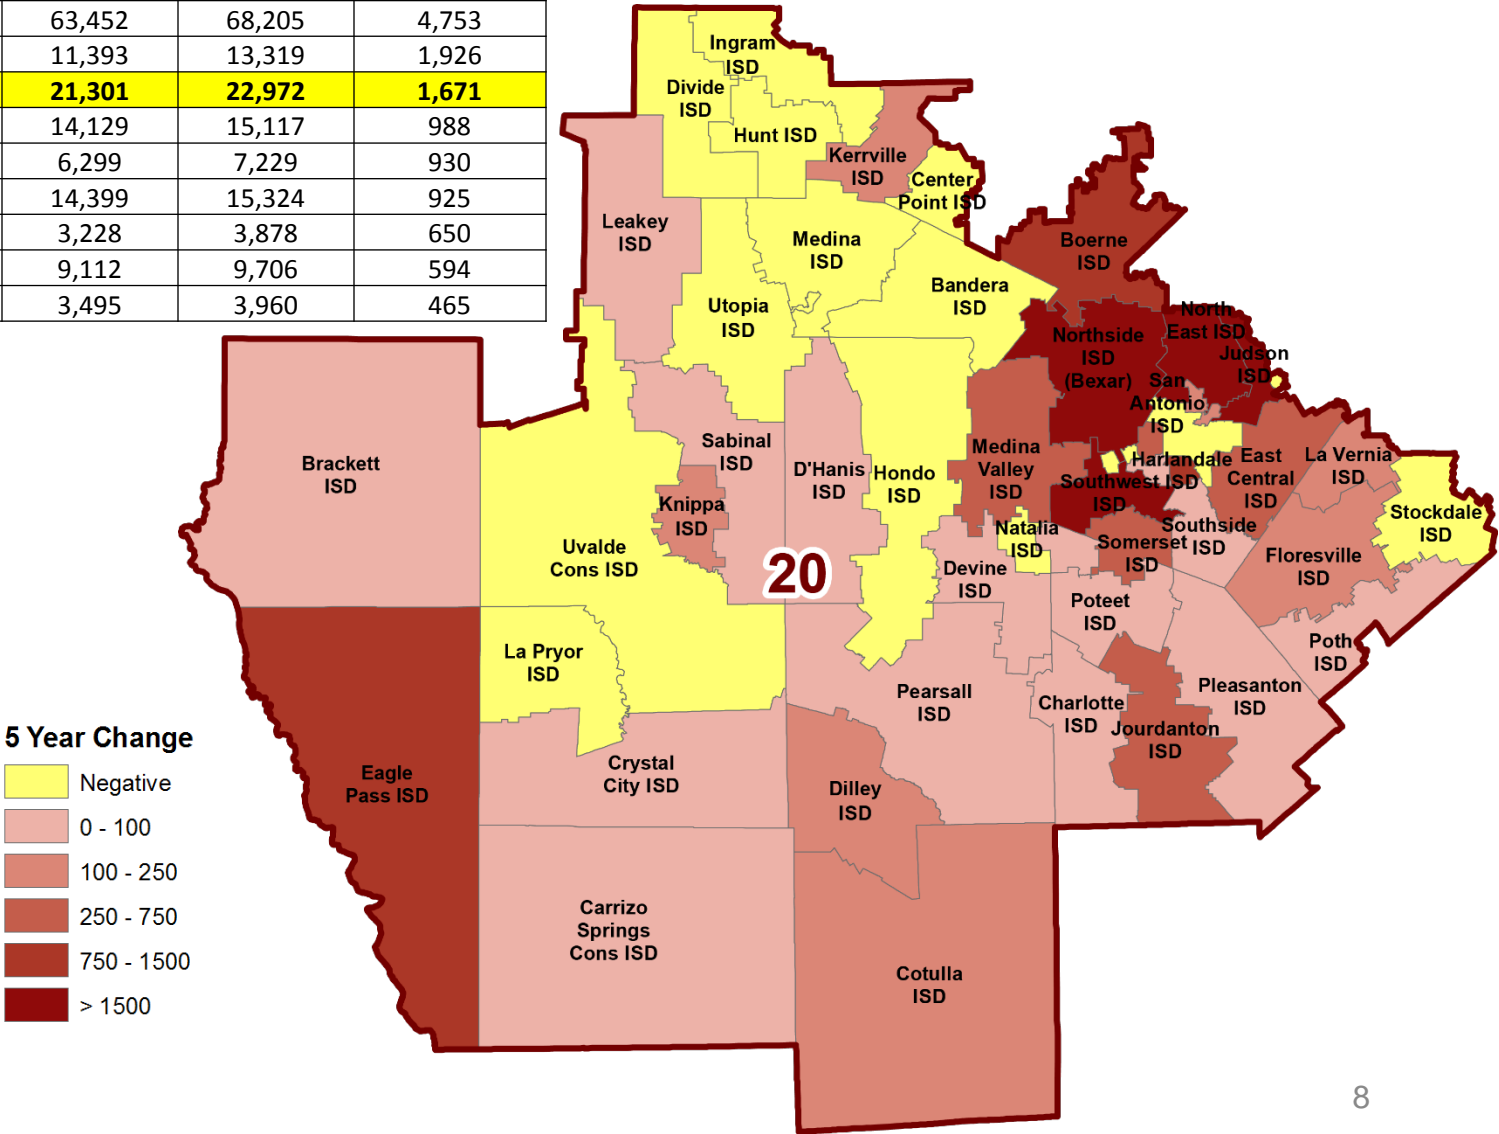 63,452 68,205 4,753
11,393 13,319 1,926
21,301 22,972 1,671
14,129 15,117 988
6,299 7,229 930
14,399 15,324 925
3,228 3,878 650
9,112 9,706 594
3,495 3,960 465
Ingram
ISD
Divide
ISD
Hunt ISD
Kerrville
ISD
Center
Point ISD
Leakey
ISD
Medina
ISD
Boerne
ISD
Bandera
ISD
Utopia
ISD
North
East ISD
Northside
ISD
(Bexar)
Judson
ISD
San
Antonio
ISD
Brackett
ISD
Sabinal
ISD
D'Hanis
ISD
Hondo
ISD
Medina
Valley
ISD
Harlandale
ISD
Southwest
ISD
East
Central
ISD
La Vernia
ISD
Stockdale
ISD
Knippa
ISD
Uvalde
Cons ISD
20
Natalia
ISD
Devine
ISD
Somerset
ISD
Southside
ISD
Floresville
ISD
Poteet
ISD
Poth
ISD
La Pryor
ISD
Pearsall
ISD
Charlotte
ISD
Pleasanton
ISD
Jourdanton
ISD
Eagle
Pass ISD
Crystal
City ISD
Dilley
ISD
Carrizo
Springs
Cons ISD
Cotulla
ISD
5 Year Change
Negative
0 - 100
100 - 250
250 - 750
750 - 1500
> 1500
8